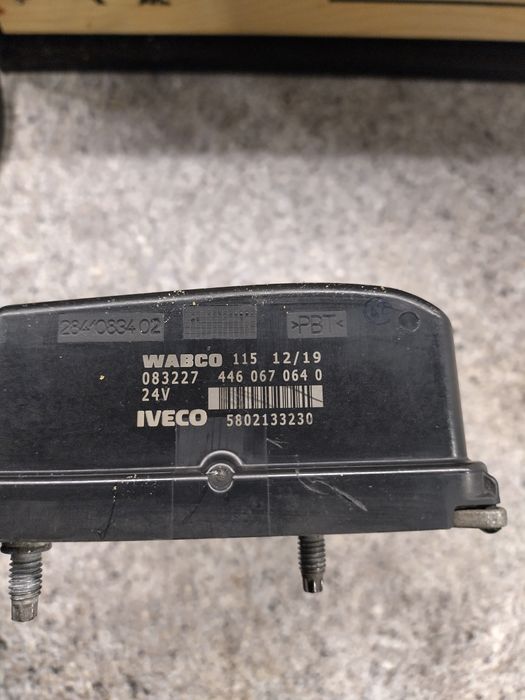 2841083402
>PBT<
WABCO 115 12/19
083227 446 067 064 0
24V
IVECO 5802133230